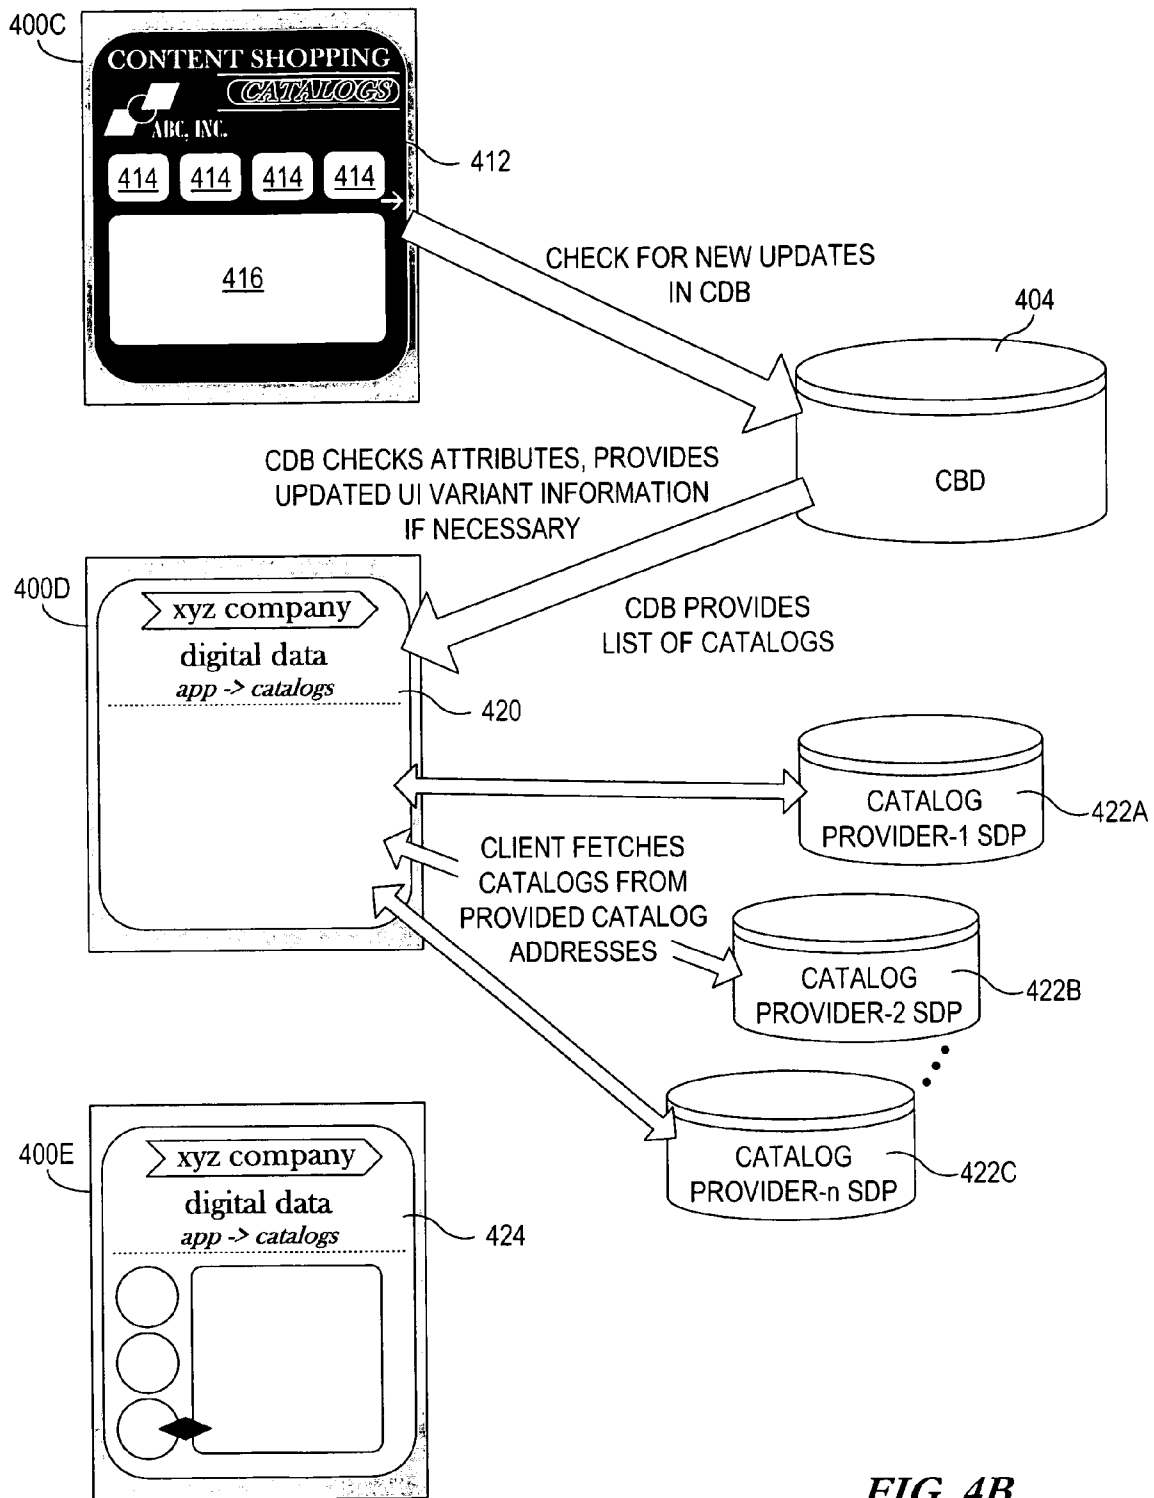 400C
CONTENT SHOPPING
CATALOGS
ABC, INC.
412
414 414 414 414
416
CHECK FOR NEW UPDATES
IN CDB
404
CBD
CDB CHECKS ATTRIBUTES, PROVIDES
UPDATED UI VARIANT INFORMATION
IF NECESSARY
CDB PROVIDES
LIST OF CATALOGS
400D
xyz company
digital data
app -> catalogs
420
CATALOG
PROVIDER-1 SDP
422A
CLIENT FETCHES
CATALOGS FROM
PROVIDED CATALOG
ADDRESSES
CATALOG
PROVIDER-2 SDP
422B
CATALOG
PROVIDER-n SDP
422C
400E
xyz company
digital data
app -> catalogs
424
FIG. 4B